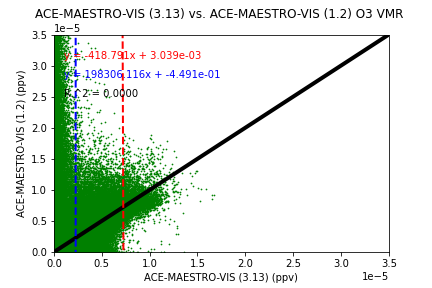 ACE-MAESTRO-VIS (3.13) vs. ACE-MAESTRO-VIS (1.2) O3 VMR
1e−5
3.5
y = -418.791x + 3.039e-03
3.0
y = 198306.116x + -4.491e-01
2.5
R^2 = 0.0000
2.0
1.5
1.0
0.5
0.0
ACE-MAESTRO-VIS (1.2) (ppv)
0.0 0.5 1.0 1.5 2.0 2.5 3.0 3.5
ACE-MAESTRO-VIS (3.13) (ppv)
1e−5